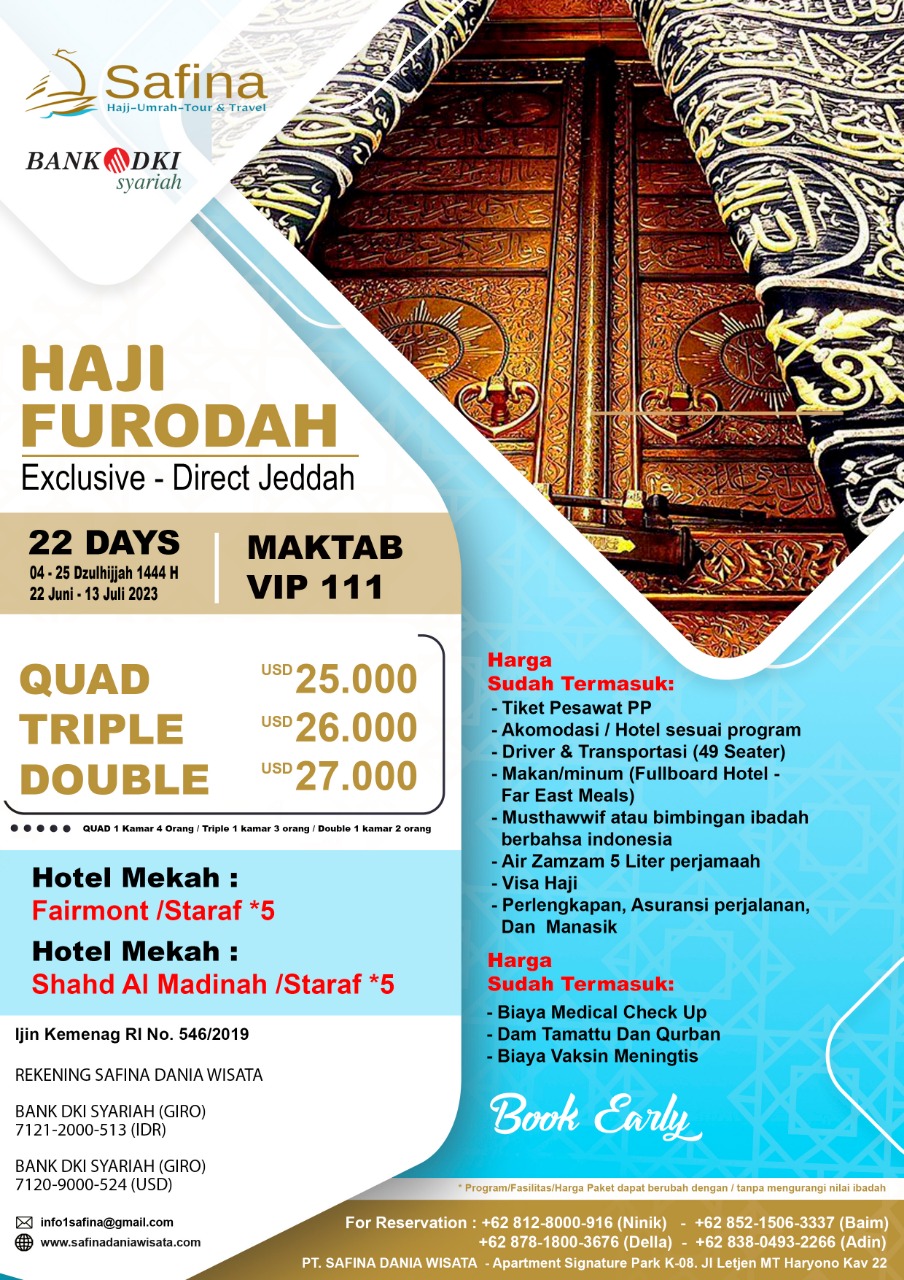 Safina
Hajj-Umrah-Tour & Travel
BANK DKI
syariah
HAJI
FURODAH
Exclusive - Direct Jeddah
22 DAYS
04 - 25 Dzulhijjah 1444 H
22 Juni - 13 Juli 2023
MAKTAB
VIP 111
QUAD USD 25.000
TRIPLE USD 26.000
DOUBLE USD 27.000
QUAD 1 Kamar 4 Orang / Triple 1 kamar 3 orang / Double 1 kamar 2 orang
Hotel Mekah :
Fairmont /Staraf *5
Hotel Mekah :
Shahd Al Madinah /Staraf *5
Ijin Kemenag RI No. 546/2019
REKENING SAFINA DANIA WISATA
BANK DKI SYARIAH (GIRO)
7121-2000-513 (IDR)
BANK DKI SYARIAH (GIRO)
7120-9000-524 (USD)
info1safina@gmail.com
www.safinadaniawisata.com
Harga
Sudah Termasuk:
- Tiket Pesawat PP
- Akomodasi / Hotel sesuai program
- Driver & Transportasi (49 Seater)
- Makan/minum (Fullboard Hotel -
Far East Meals)
- Musthawwif atau bimbingan ibadah
berbahsa indonesia
- Air Zamzam 5 Liter perjamaah
- Visa Haji
- Perlengkapan, Asuransi perjalanan,
Dan Manasik
Harga
Sudah Termasuk:
- Biaya Medical Check Up
- Dam Tamattu Dan Qurban
- Biaya Vaksin Meningtis
Book Early
* Program/Fasilitas/Harga Paket dapat berubah dengan / tanpa mengurangi nilai ibadah
For Reservation : +62 812-8000-916 (Ninik) - +62 852-1506-3337 (Baim)
+62 878-1800-3676 (Della) - +62 838-0493-2266 (Adin)
PT. SAFINA DANIA WISATA - Apartment Signature Park K-08. Jl Letjen MT Haryono Kav 22